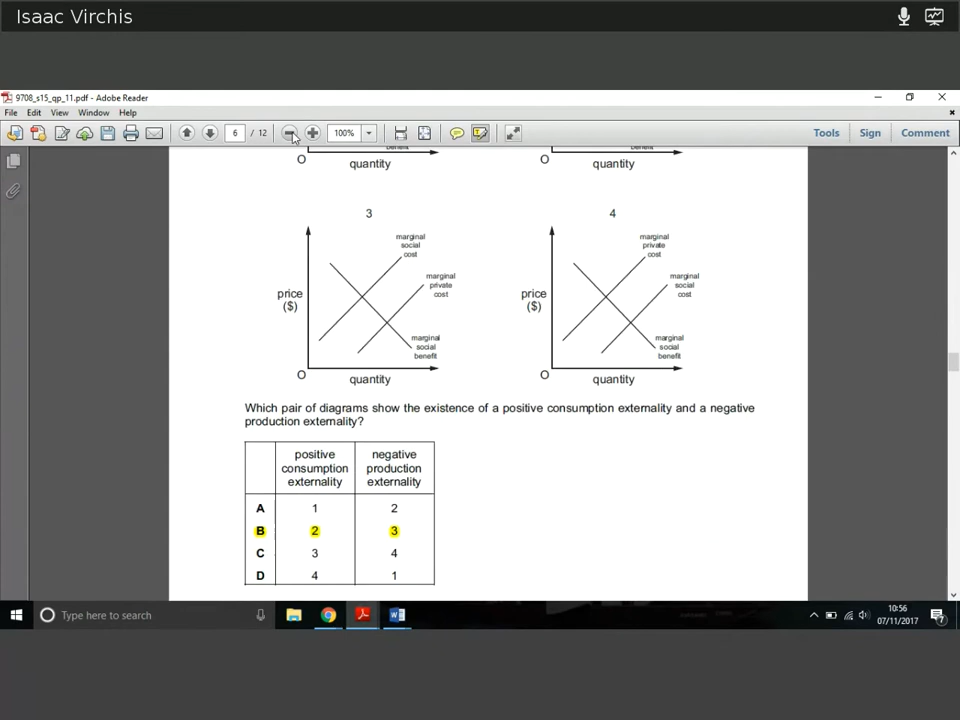 Isaac Virchis
9708_s15_qp_11.pdf - Adobe Reader
File Edit View Window Help
6 / 12 100% Tools Sign Comment
benefit benefit
O quantity O quantity
3 4
marginal social cost
marginal private cost
price ($)
marginal social benefit
O quantity
marginal private cost
marginal social cost
price ($)
marginal social benefit
O quantity
Which pair of diagrams show the existence of a positive consumption externality and a negative
production externality?
positive consumption externality
negative production externality
A 1 2
B 2 3
C 3 4
D 4 1
Type here to search
10:56
07/11/2017
7